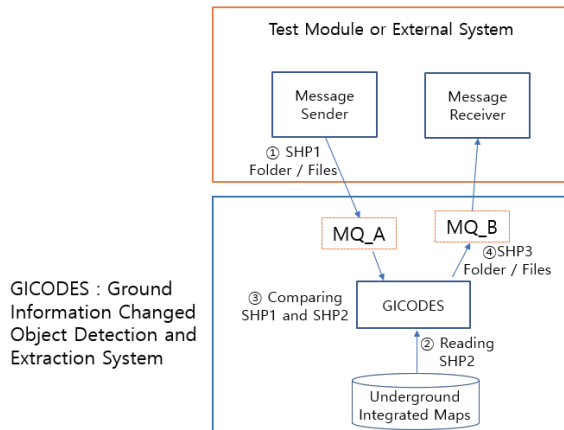 Test Module or External System
Message
Sender
Message
Receiver
① SHP1
Folder / Files
MQ_A
MQ_B
④SHP3
Folder / Files
GICODES : Ground
Information Changed
Object Detection and
Extraction System
③ Comparing
SHP1 and SHP2
GICODES
② Reading
SHP2
Underground
Integrated Maps